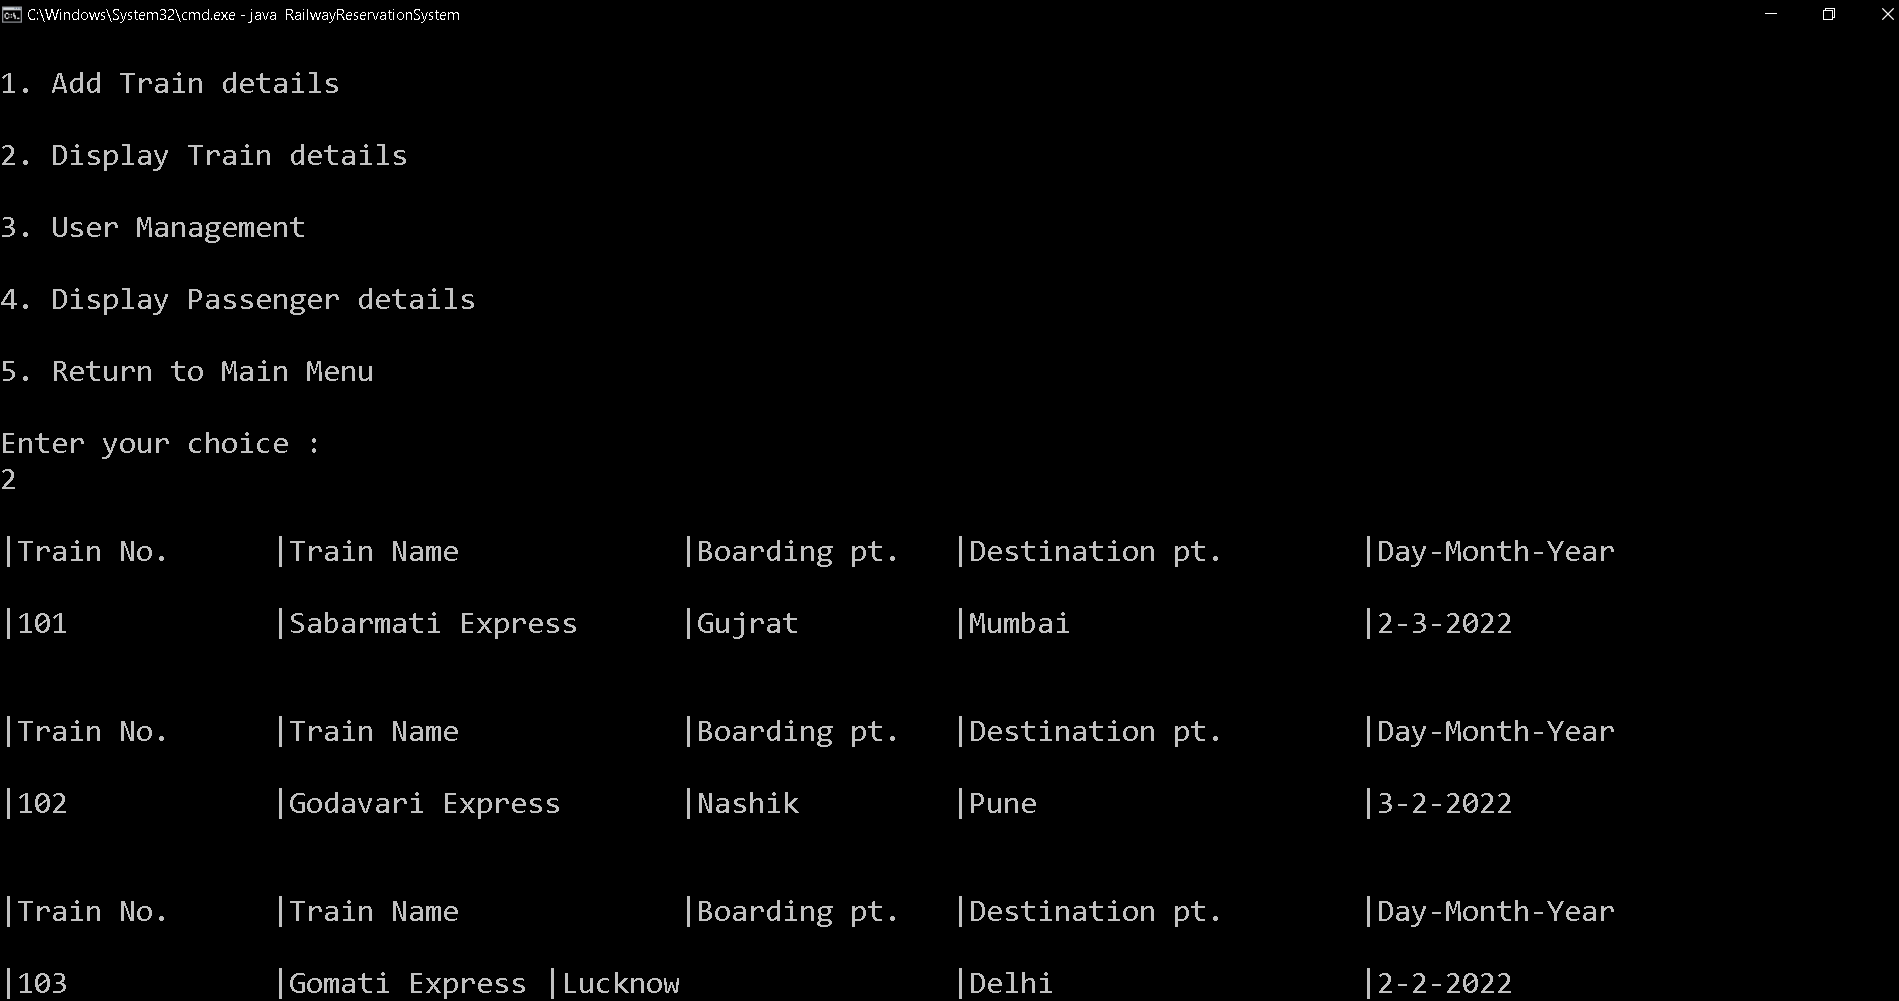 C:\Windows\System32\cmd.exe - java  RailwayReservationSystem
1. Add Train details
2. Display Train details
3. User Management
4. Display Passenger details
5. Return to Main Menu
Enter your choice :
2
|Train No.      |Train Name             |Boarding pt.   |Destination pt.        |Day-Month-Year
|101            |Sabarmati Express      |Gujrat         |Mumbai                 |2-3-2022
|Train No.      |Train Name             |Boarding pt.   |Destination pt.        |Day-Month-Year
|102            |Godavari Express       |Nashik         |Pune                   |3-2-2022
|Train No.      |Train Name             |Boarding pt.   |Destination pt.        |Day-Month-Year
|103            |Gomati Express |Lucknow                |Delhi                  |2-2-2022